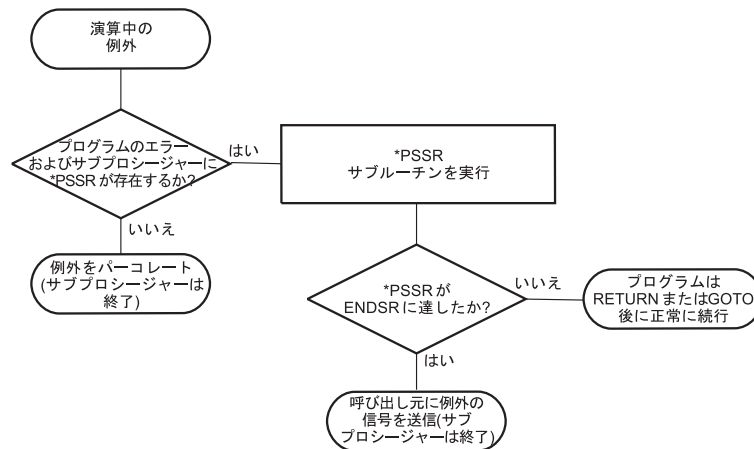 演算中の
例外
プログラムのエラー
およびサブプロシージャーに
*PSSR が存在するか?
はい
*PSSR
サブルーチンを実行
いいえ
例外をパーコレート
(サブプロシージャーは
終了)
*PSSR が
ENDSR に達したか?
いいえ
プログラムは
RETURN またはGOTO
後に正常に続行
はい
呼び出し元に例外の
信号を送信(サブ
プロシージャーは終了)